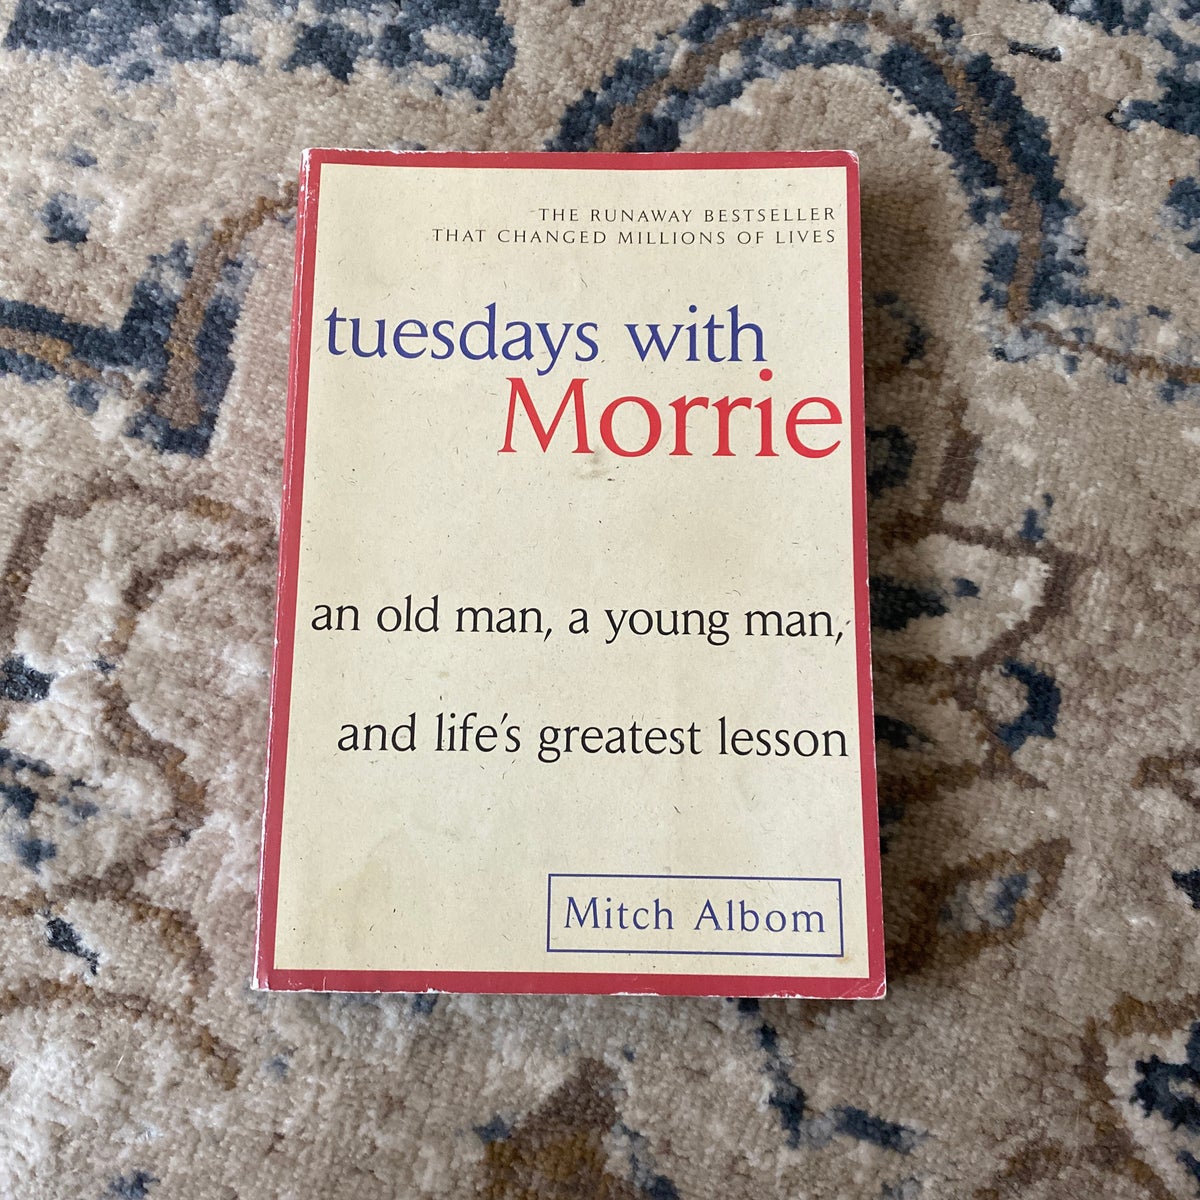 THE RUNAWAY BESTSELLER
THAT CHANGED MILLIONS OF LIVES
tuesdays with
Morrie
an old man, a young man,
and life's greatest lesson
Mitch Albom